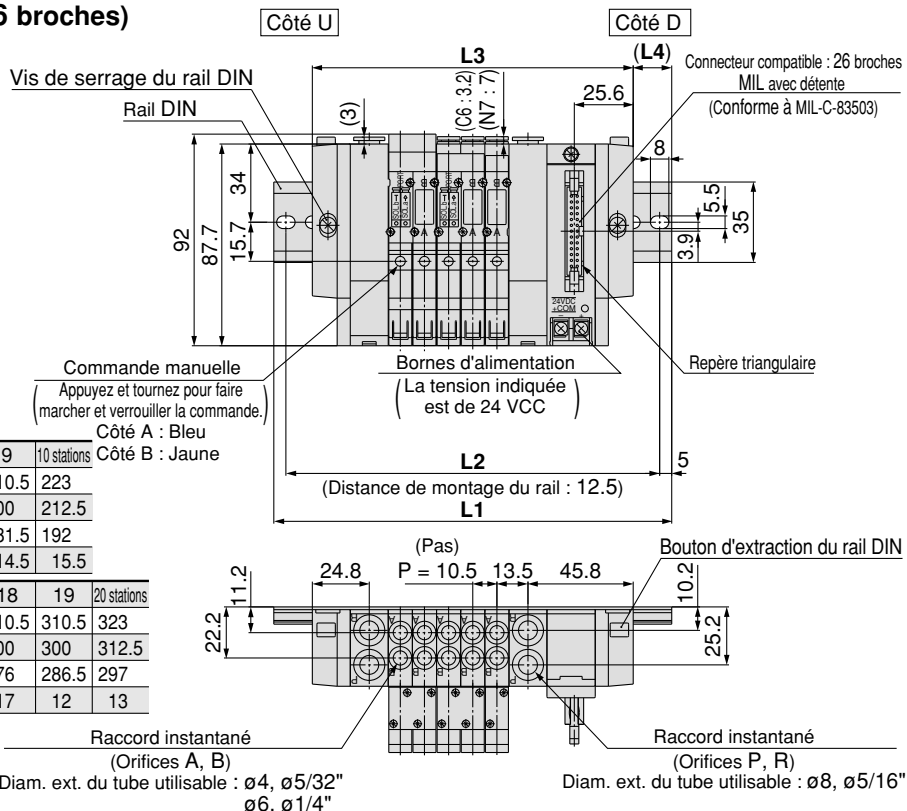 6 broches)
Côté U
Côté D
L3
(L4)
Connecteur compatible : 26 broches
MIL avec détente
(Conforme à MIL-C-83503)
Vis de serrage du rail DIN
Rail DIN
(3)
(C6 : 3.2)
(N7 : 7)
25.6
8
5.5
35
3.9
92
87.7
34
15.7
24VDC
+COM
Commande manuelle
(Appuyez et tournez pour faire
marcher et verrouiller la commande.)
Côté A : Bleu
Côté B : Jaune
Bornes d'alimentation
(La tension indiquée
est de 24 VCC)
Repère triangulaire
L2
5
(Distance de montage du rail : 12.5)
L1
9 10 stations
10.5 223
00 212.5
81.5 192
14.5 15.5
18 19 20 stations
10.5 310.5 323
00 300 312.5
76 286.5 297
17 12 13
(Pas)
24.8
P = 10.5
13.5
45.8
Bouton d'extraction du rail DIN
11.2
22.2
10.2
25.2
Raccord instantané
(Orifices A, B)
Diam. ext. du tube utilisable : ø4, ø5/32"
ø6, ø1/4"
Raccord instantané
(Orifices P, R)
Diam. ext. du tube utilisable : ø8, ø5/16"